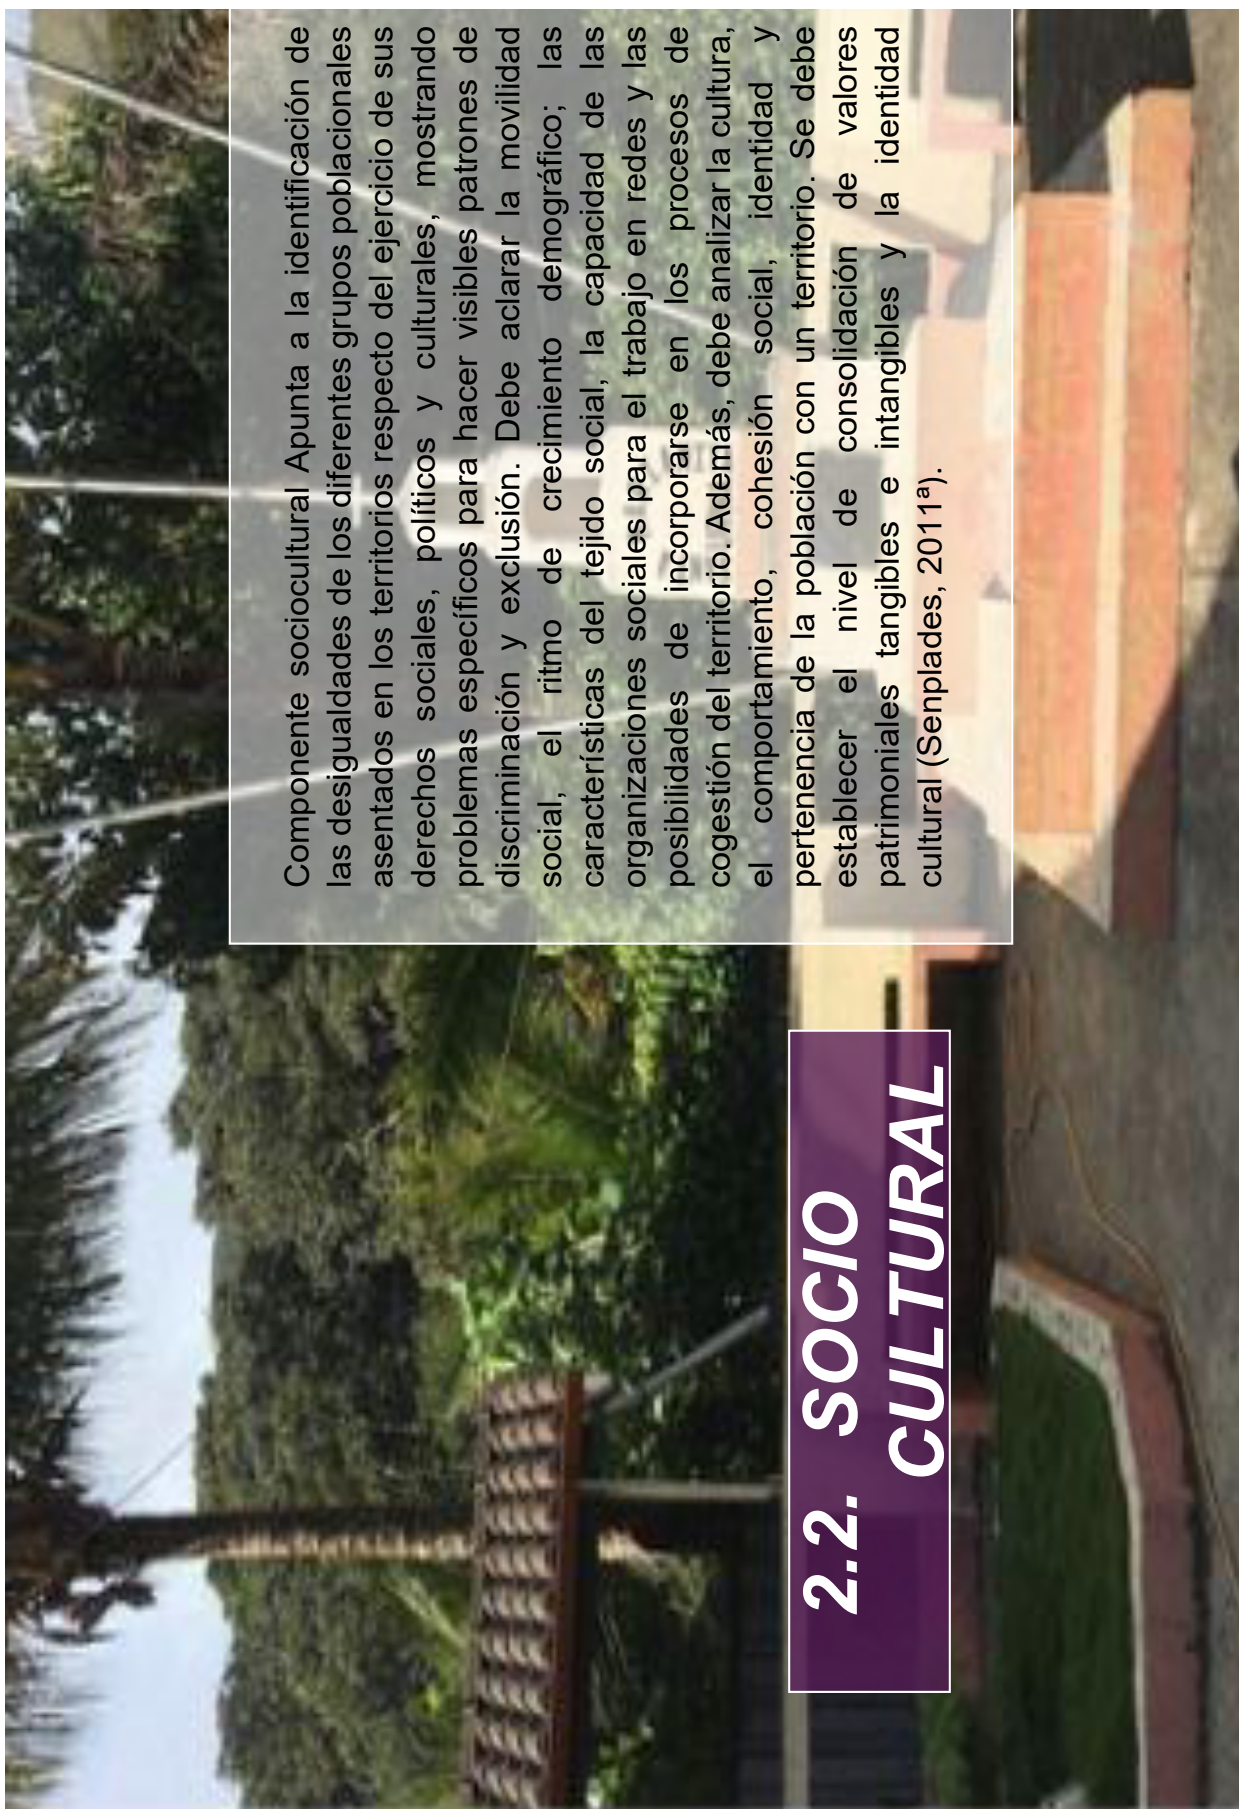 2.2. SOCIO
CULTURAL
Componente sociocultural Apunta a la identificación de
las desigualdades de los diferentes grupos poblacionales
asentados en los territorios respecto del ejercicio de sus
derechos sociales, políticos y culturales, mostrando
problemas específicos para hacer visibles patrones de
discriminación y exclusión. Debe aclarar la movilidad
social, el ritmo de crecimiento demográfico; las
características del tejido social, la capacidad de las
organizaciones sociales para el trabajo en redes y las
posibilidades de incorporarse en los procesos de
cogestión del territorio. Además, debe analizar la cultura,
el comportamiento, cohesión social, identidad y
pertenencia de la población con un territorio. Se debe
establecer el nivel de consolidación de valores
patrimoniales tangibles e intangibles y la identidad
cultural (Senplades, 2011ª).